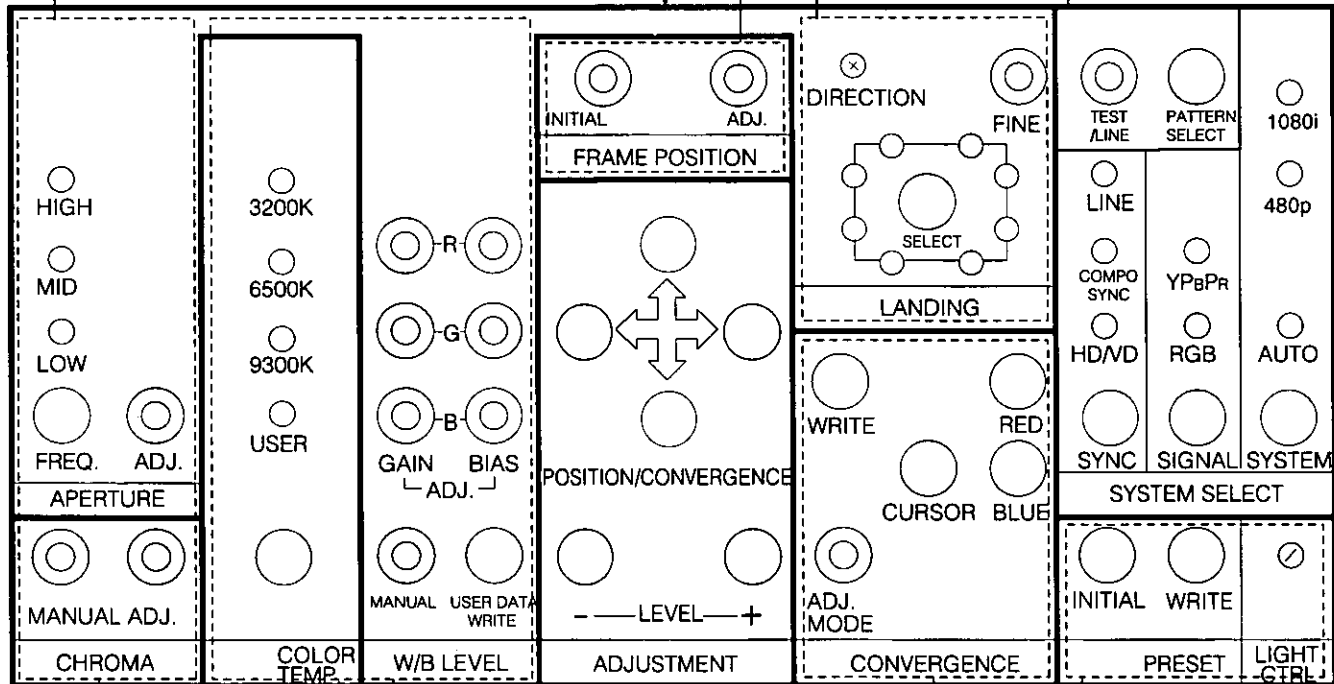 HIGH
MID
LOW
FREQ. ADJ.
APERTURE
MANUAL ADJ.
CHROMA
3200K
6500K
9300K
USER
COLOR
TEMP.
R
G
B
GAIN BIAS
ADJ.
MANUAL USER DATA
WRITE
W/B LEVEL
INITIAL ADJ.
FRAME POSITION
POSITION/CONVERGENCE
- LEVEL +
ADJUSTMENT
DIRECTION
FINE
SELECT
LANDING
WRITE RED
CURSOR BLUE
ADJ.
MODE
CONVERGENCE
TEST
/LINE
PATTERN
SELECT
1080i
LINE
480p
COMPO
SYNC
YPBPR
HD/VD RGB AUTO
SYNC SIGNAL SYSTEM
SYSTEM SELECT
INITIAL WRITE
PRESET
LIGHT
CTRL